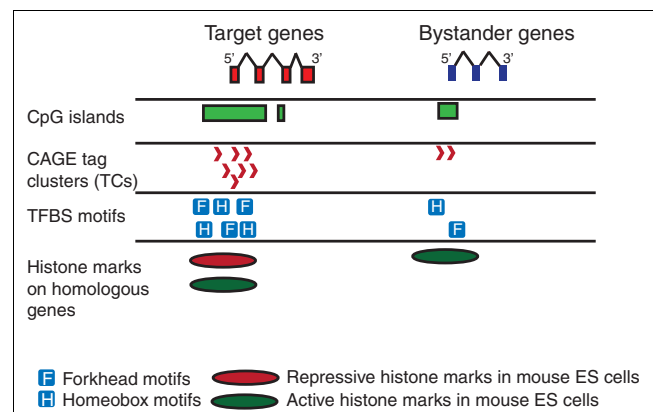 Target genes Bystander genes
5' 3' 5' 3'
CpG islands
CAGE tag
clusters (TCs)
TFBS motifs F H F H
H F H F
Histone marks
on homologous
genes
F Forkhead motifs Repressive histone marks in mouse ES cells
H Homeobox motifs Active histone marks in mouse ES cells